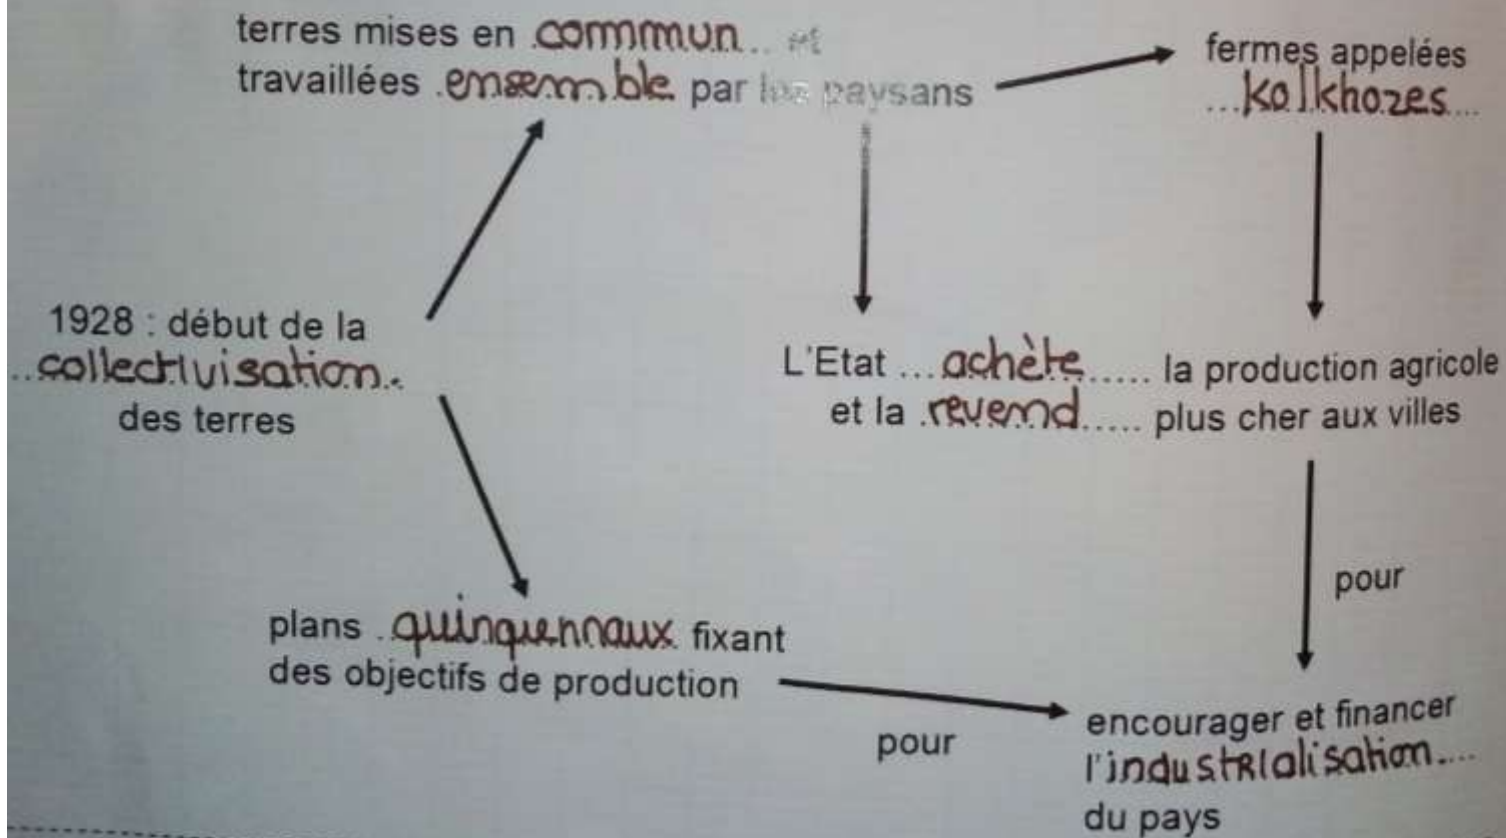 terres mises en commun et
travaillées ensemble par les paysans
fermes appelées
kolkhozes
1928 : début de la
collectivisation
des terres
L'Etat achète la production agricole
et la revend plus cher aux villes
pour
plans quinquennaux fixant
des objectifs de production
pour
encourager et financer
l'industrialisation
du pays